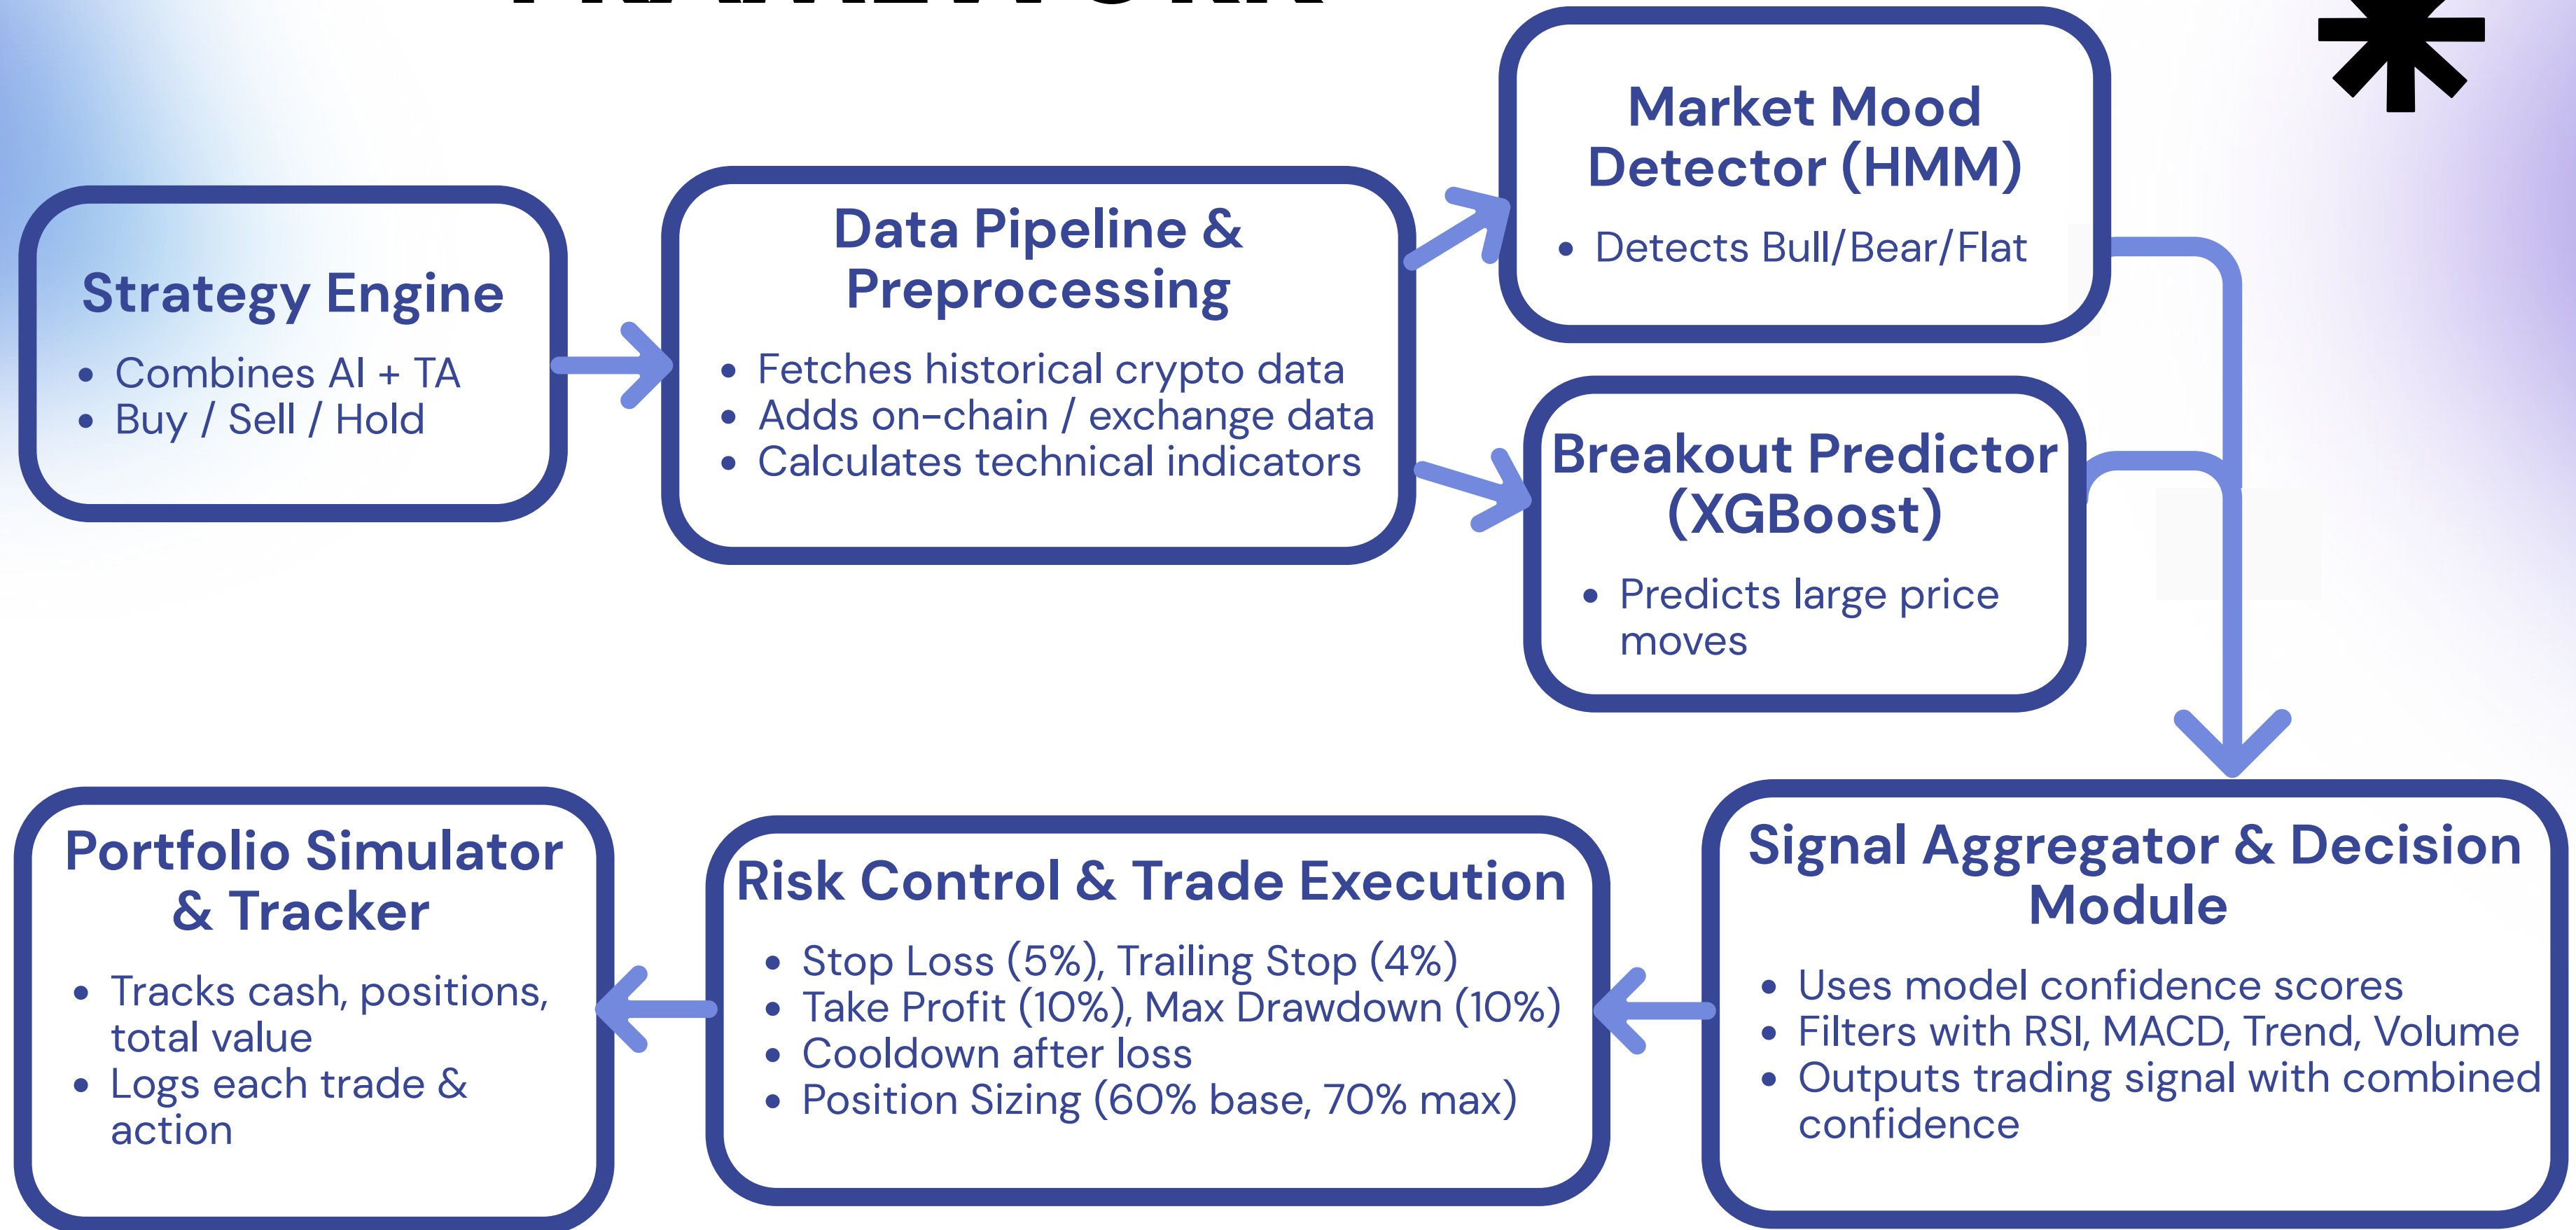 FRAMEWORK
Strategy Engine
• Combines AI + TA
• Buy / Sell / Hold
Data Pipeline &
Preprocessing
• Fetches historical crypto data
• Adds on-chain / exchange data
• Calculates technical indicators
Market Mood
Detector (HMM)
• Detects Bull/Bear/Flat
Breakout Predictor
(XGBoost)
• Predicts large price
moves
Signal Aggregator & Decision
Module
• Uses model confidence scores
• Filters with RSI, MACD, Trend, Volume
• Outputs trading signal with combined
confidence
Risk Control & Trade Execution
• Stop Loss (5%), Trailing Stop (4%)
• Take Profit (10%), Max Drawdown (10%)
• Cooldown after loss
• Position Sizing (60% base, 70% max)
Portfolio Simulator
& Tracker
• Tracks cash, positions,
total value
• Logs each trade &
action